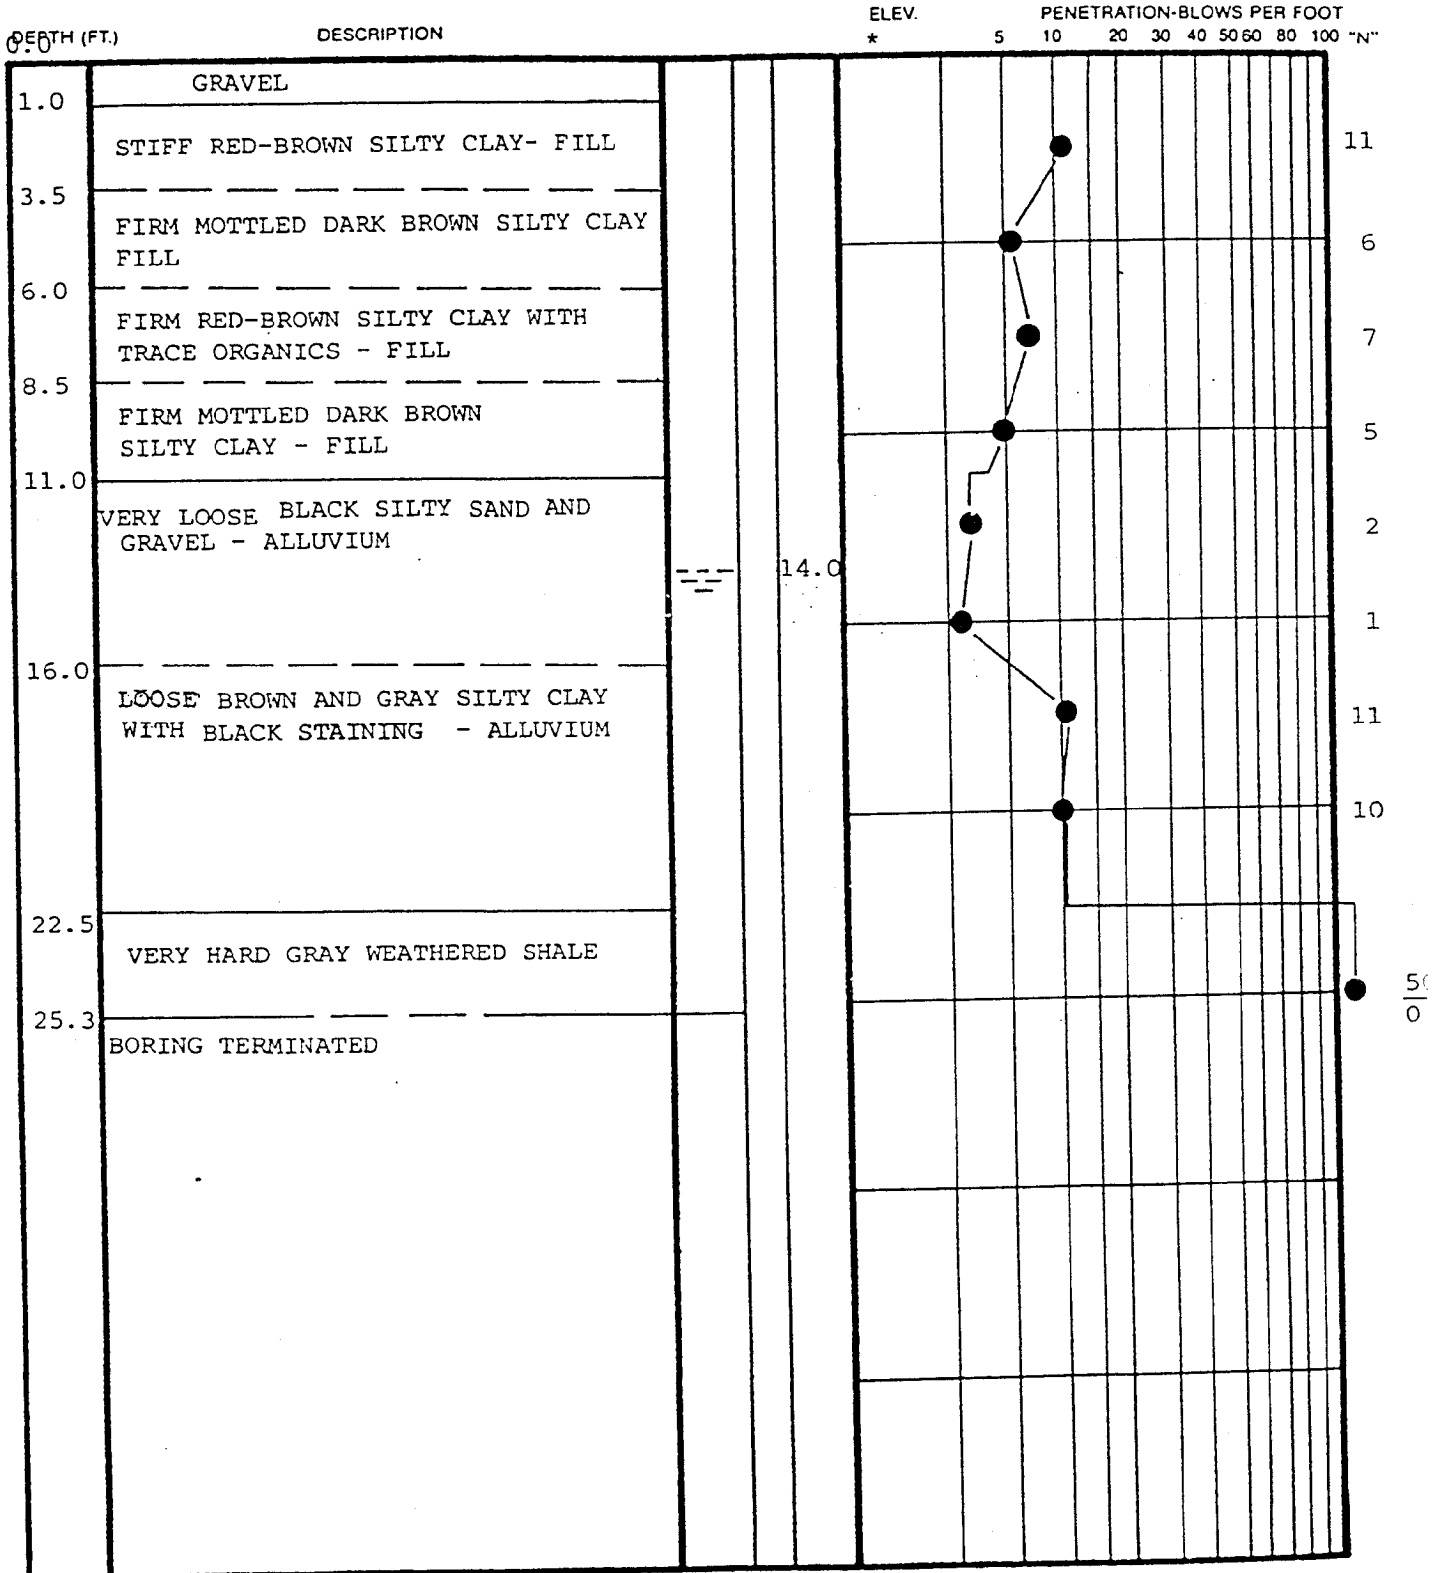 ELEV. PENETRATION-BLOWS PER FOOT
DEPTH (FT.) DESCRIPTION * 5 10 20 30 40 50 60 80 100 "N"
0.0
GRAVEL
1.0
STIFF RED-BROWN SILTY CLAY- FILL 11
3.5
FIRM MOTTLED DARK BROWN SILTY CLAY
FILL 6
6.0
FIRM RED-BROWN SILTY CLAY WITH
TRACE ORGANICS - FILL 7
8.5
FIRM MOTTLED DARK BROWN 5
SILTY CLAY - FILL
11.0
VERY LOOSE BLACK SILTY SAND AND 2
GRAVEL - ALLUVIUM
14.0
1
16.0
LOOSE BROWN AND GRAY SILTY CLAY 11
WITH BLACK STAINING - ALLUVIUM
10
22.5
VERY HARD GRAY WEATHERED SHALE
5
0
25.3
BORING TERMINATED